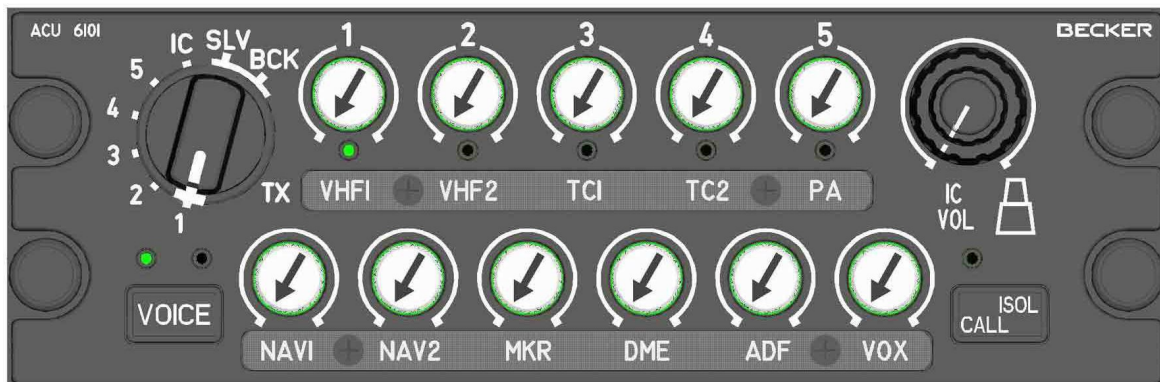 ACU 6101
BECKER
IC SLV BCK
5
4
3
2
1
TX
1 2 3 4 5
VHF1 VHF2 TC1 TC2 PA
IC
VOL
VOICE
NAV1 NAV2 MKR DME ADF VOX
ISOL
CALL